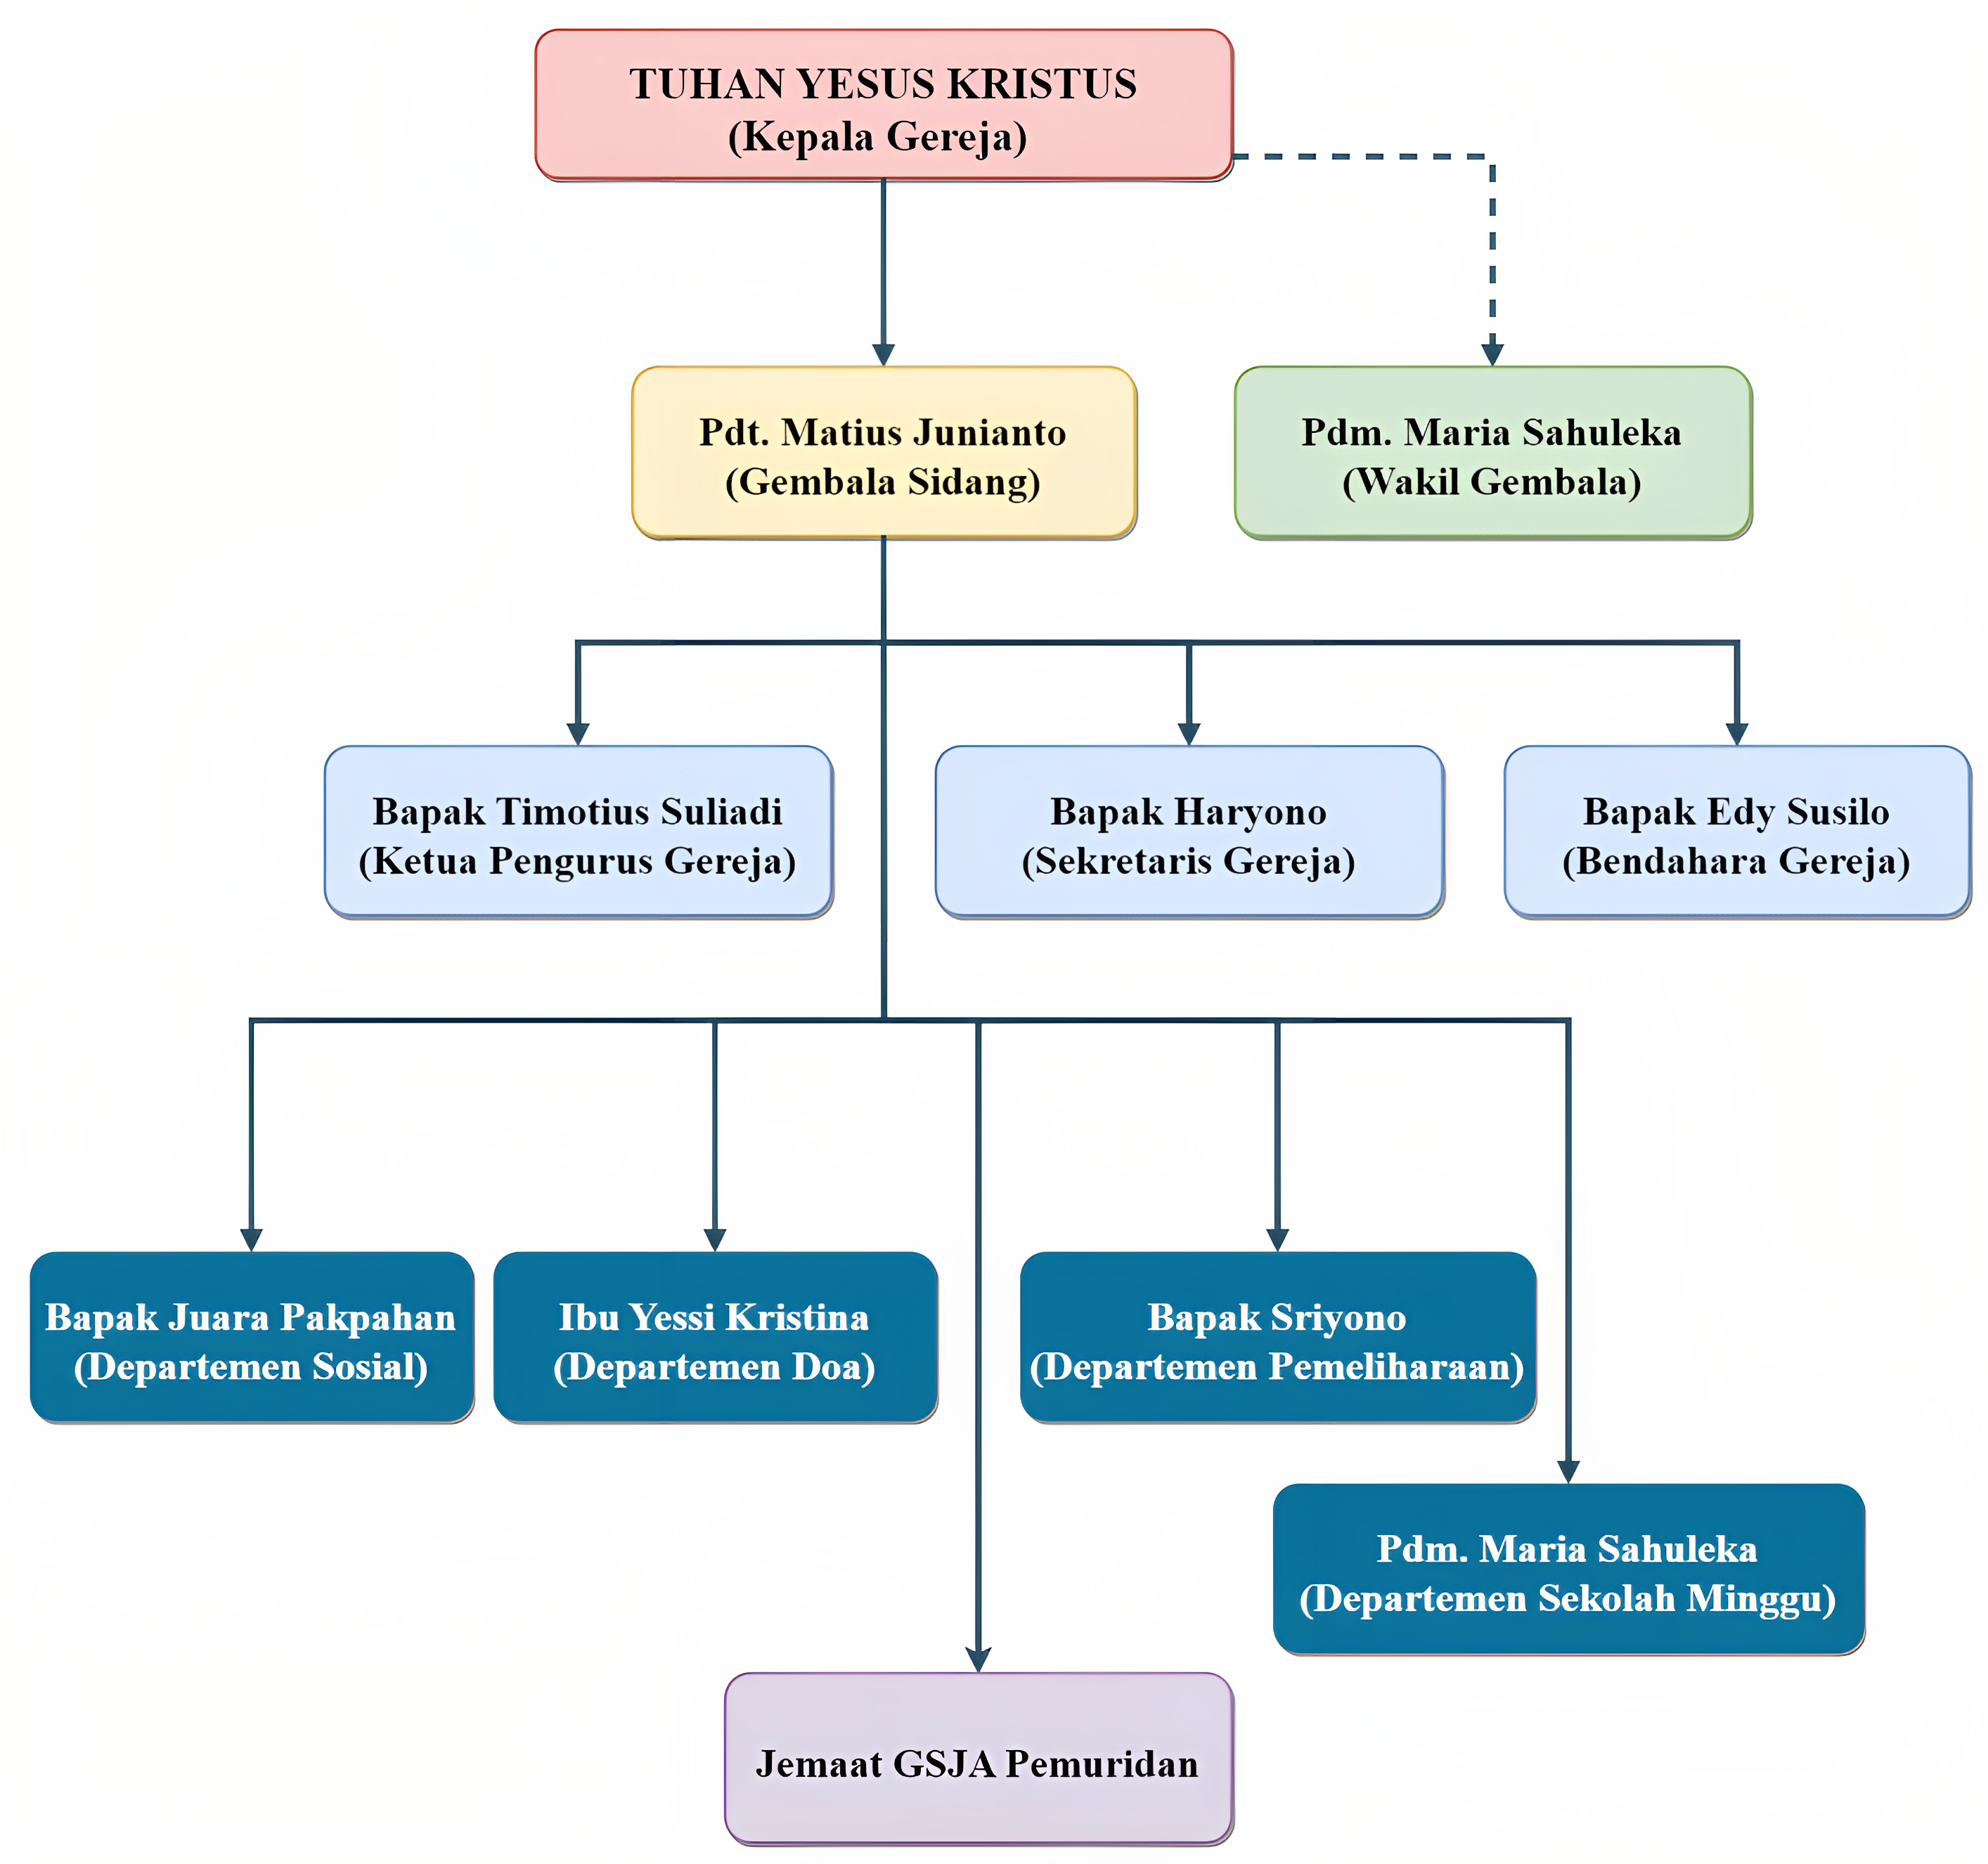 TUHAN YESUS KRISTUS
(Kepala Gereja)
Pdt. Matius Junianto
(Gembala Sidang)
Pdm. Maria Sahuleka
(Wakil Gembala)
Bapak Timotius Suliadi
(Ketua Pengurus Gereja)
Bapak Haryono
(Sekretaris Gereja)
Bapak Edy Susilo
(Bendahara Gereja)
Bapak Juara Pakpahan
(Departemen Sosial)
Ibu Yessi Kristina
(Departemen Doa)
Bapak Sriyono
(Departemen Pemeliharaan)
Pdm. Maria Sahuleka
(Departemen Sekolah Minggu)
Jemaat GSJA Pemuridan